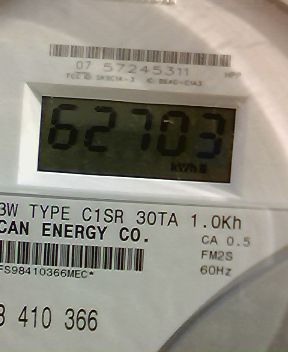 07 57245311
62703
kWh
3W TYPE C1SR 30TA 1.0Kh
CAN ENERGY CO.
CA 0.5
FM2S
60Hz
FS98410366MEC*
8 410 366